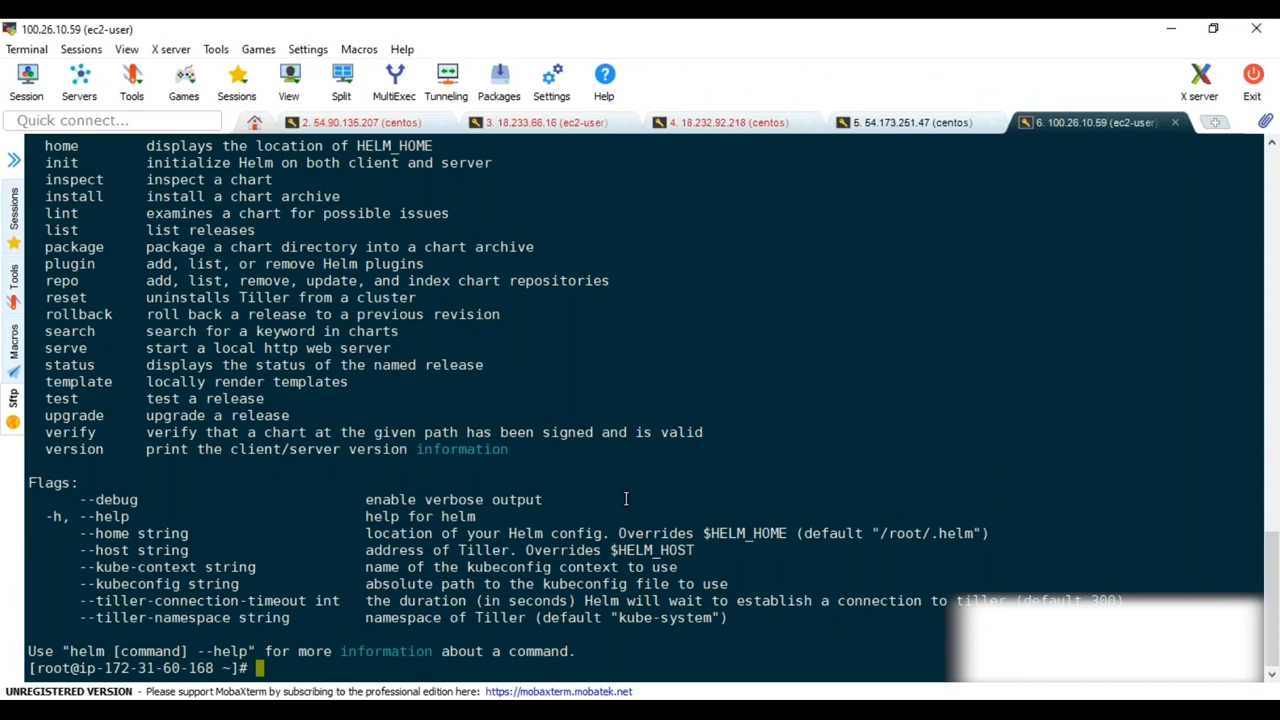 100.26.10.59 (ec2-user)
Terminal Sessions View X server Tools Games Settings Macros Help
Session Servers Tools Games Sessions View Split MultiExec Tunneling Packages Settings Help X server Exit
Quick connect... 2. 54.90.135.207 (centos) 3. 18.233.66.16 (ec2-user) 4. 18.232.92.218 (centos) 5. 54.173.251.47 (centos) 6. 100.26.10.59 (ec2-user)
Sessions
Tools
Macros
Sftp
home displays the location of HELM_HOME
init initialize Helm on both client and server
inspect inspect a chart
install install a chart archive
lint examines a chart for possible issues
list list releases
package package a chart directory into a chart archive
plugin add, list, or remove Helm plugins
repo add, list, remove, update, and index chart repositories
reset uninstalls Tiller from a cluster
rollback roll back a release to a previous revision
search search for a keyword in charts
serve start a local http web server
status displays the status of the named release
template locally render templates
test test a release
upgrade upgrade a release
verify verify that a chart at the given path has been signed and is valid
version print the client/server version information
Flags:
--debug enable verbose output
-h, --help help for helm
--home string location of your Helm config. Overrides $HELM_HOME (default "/root/.helm")
--host string address of Tiller. Overrides $HELM_HOST
--kube-context string name of the kubeconfig context to use
--kubeconfig string absolute path to the kubeconfig file to use
--tiller-connection-timeout int the duration (in seconds) Helm will wait to establish a connection to tiller (default 300)
--tiller-namespace string namespace of Tiller (default "kube-system")
Use "helm [command] --help" for more information about a command.
[root@ip-172-31-60-168 ~]#
UNREGISTERED VERSION - Please support MobaXterm by subscribing to the professional edition here: https://mobaxterm.mobatek.net